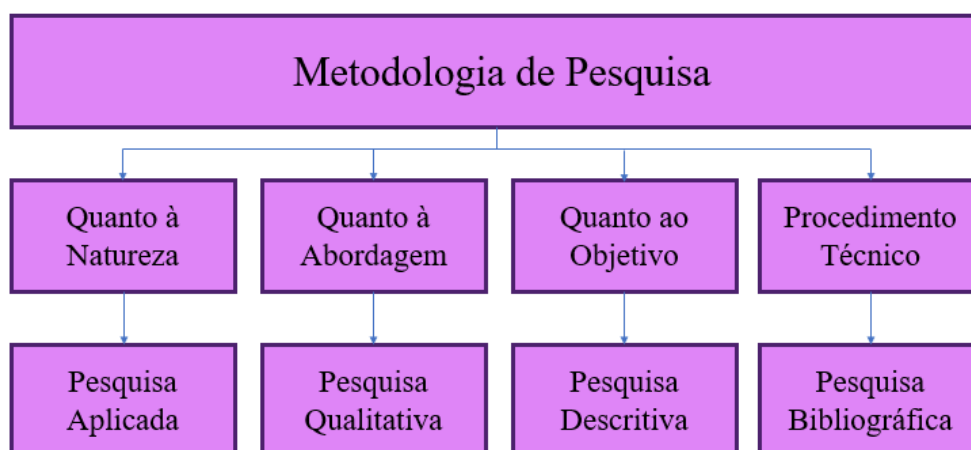 Metodologia de Pesquisa
Quanto à
Natureza
Quanto à
Abordagem
Quanto ao
Objetivo
Procedimento
Técnico
Pesquisa
Aplicada
Pesquisa
Qualitativa
Pesquisa
Descritiva
Pesquisa
Bibliográfica